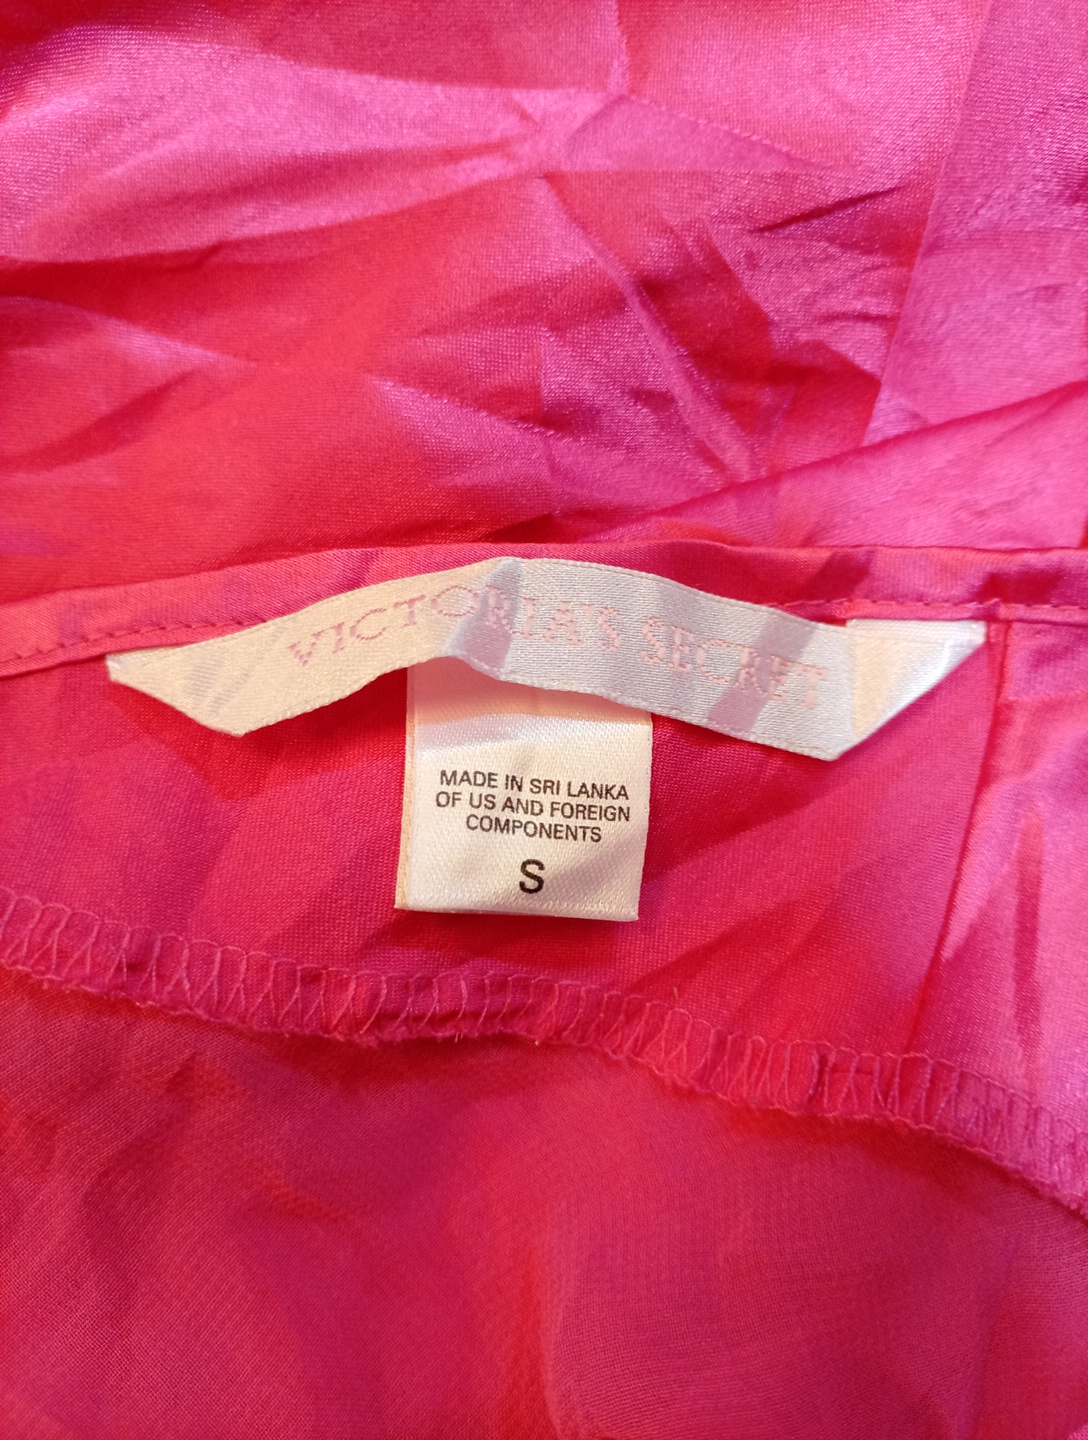 VICTORIA'S SECRET
MADE IN SRI LANKA
OF US AND FOREIGN
COMPONENTS
S